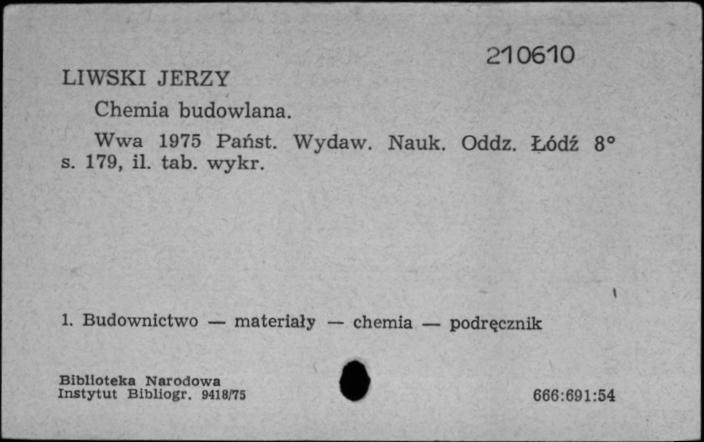 210610
LIWSKI JERZY
Chemia budowlana.
Wwa 1975 Państ. Wydaw. Nauk. Oddz. Łódź 8°
s. 179, il. tab. wykr.
1. Budownictwo — materiały — chemia — podręcznik
Biblioteka Narodowa
Instytut Bibliogr. 9418/75
666:691:54